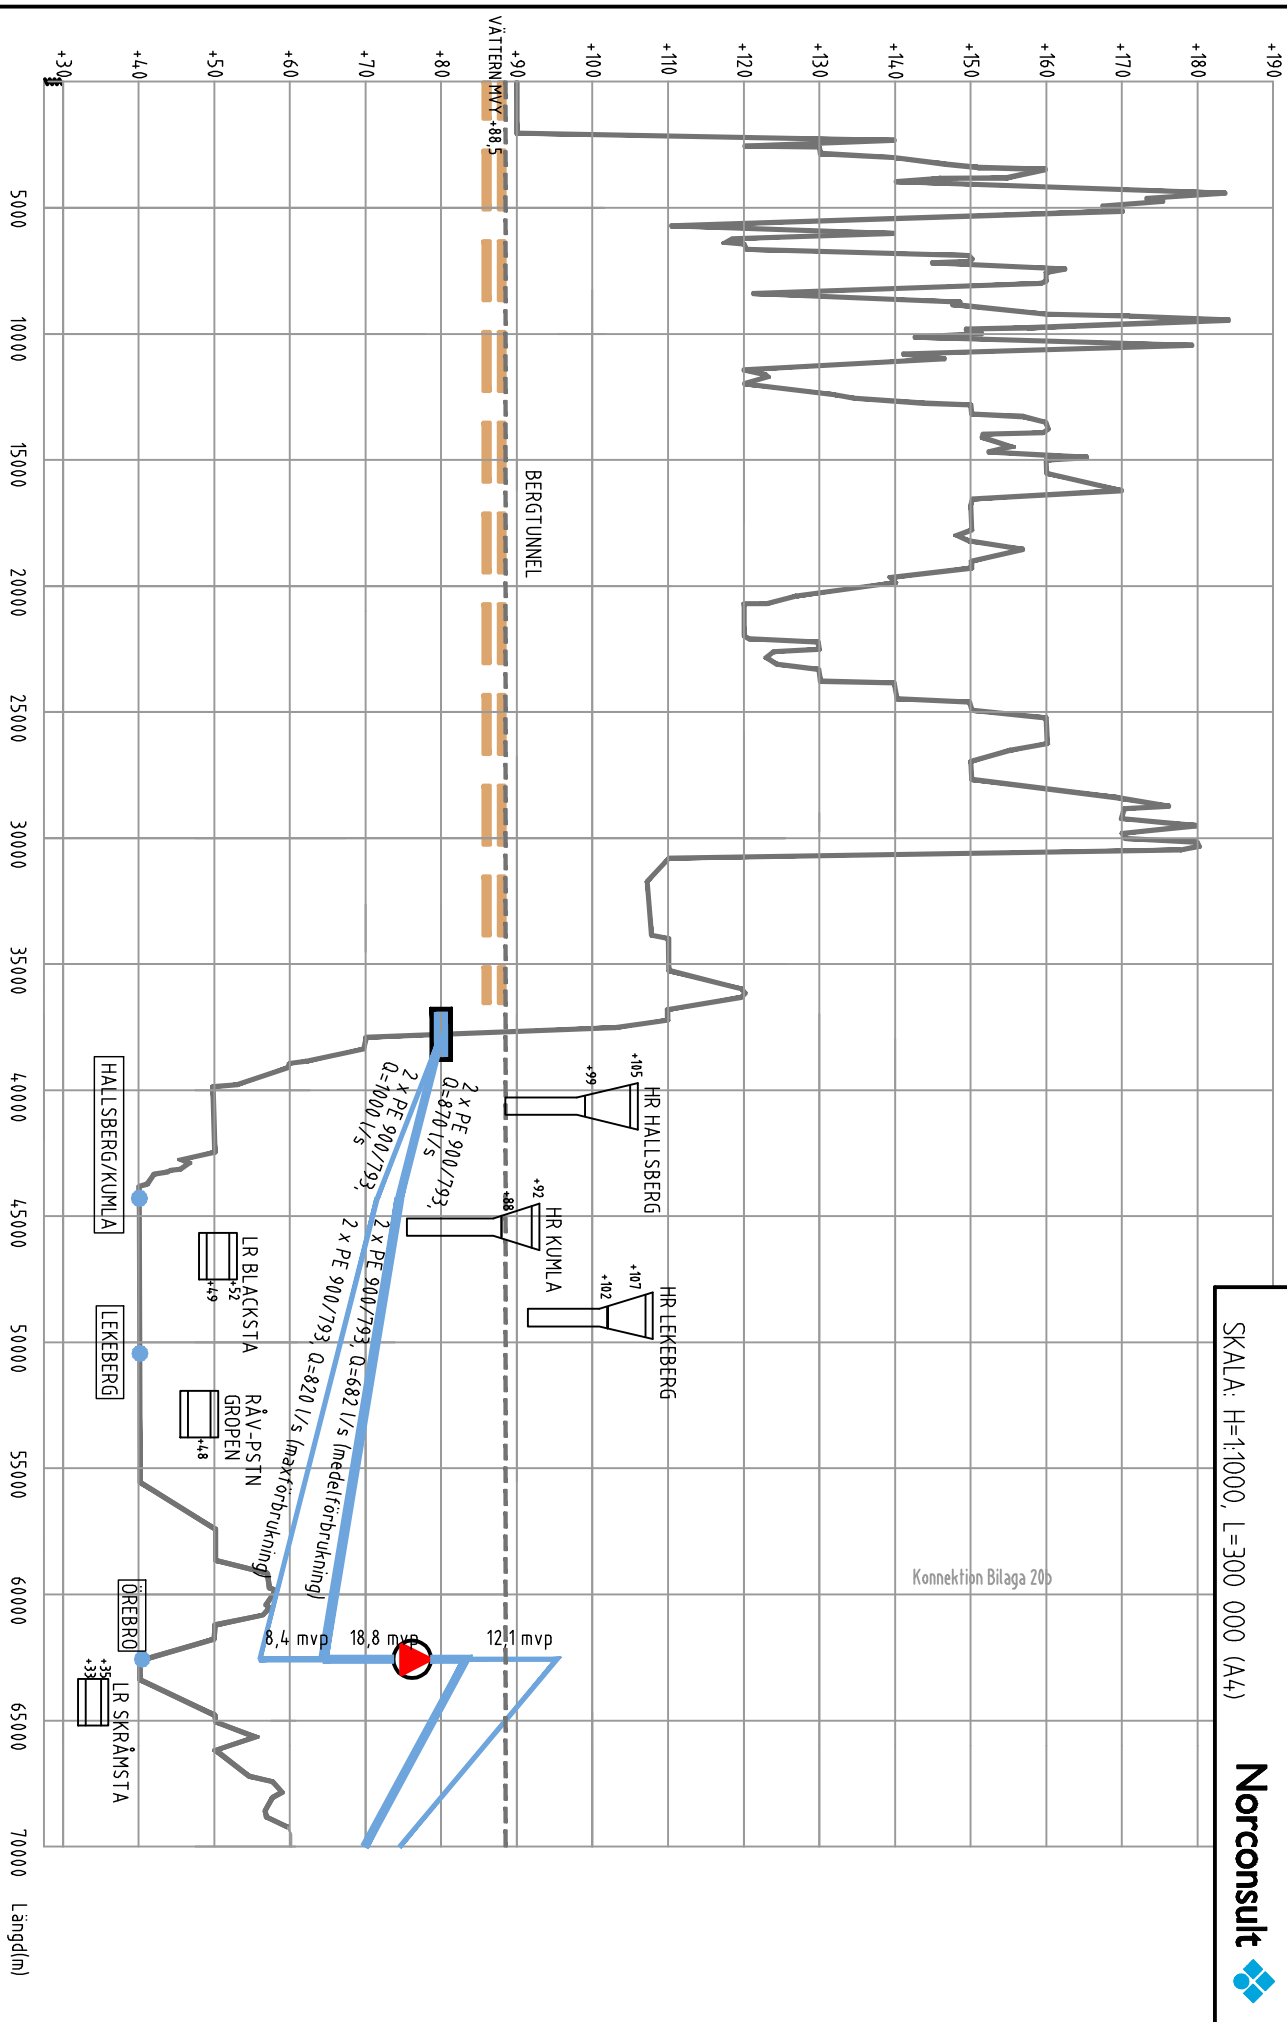 SKALA: H=1:1000, L=300 000 (A4)
Norconsult
+190
+180
+170
+160
+150
+140
+130
+120
+110
+100
+90
+80
+70
+60
+50
+40
+30
VÄTTERN MVY +88,5
BERGTUNNEL
HR HALLSBERG
+105
+99
HR KUMLA
+92
+88
HR LEKEBERG
+107
+102
2 x PE 900/793,
Q=870 l/s
2 x PE 900/793,
Q=1000 l/s
2 x PE 900/793, Q=682 l/s (medelförbrukning)
2 x PE 900/793, Q=820 l/s (maxförbrukning)
12,1 mvp
18,8 mvp
8,4 mvp
LR BLACKSTA
+52
+49
RÅV-PSTN
GROPEN
+48
LR SKRÅMSTA
+35
+33
HALLSBERG/KUMLA
LEKEBERG
ÖREBRO
5000
10000
15000
20000
25000
30000
35000
40000
45000
50000
55000
60000
65000
70000
Längd(m)
Konnektion Bilaga 20b